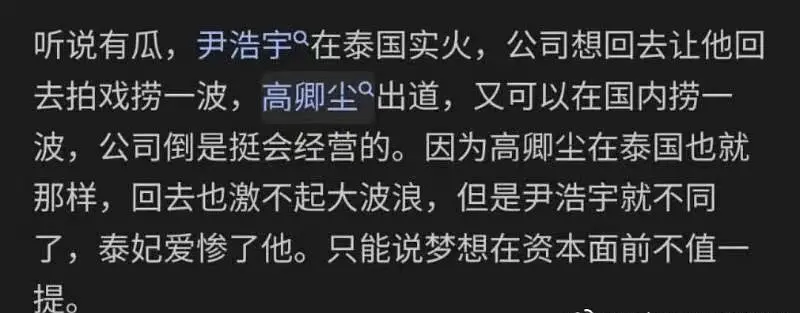 听说有瓜，尹浩宇在泰国实火，公司想回去让他回
去拍戏捞一波，高卿尘出道，又可以在国内捞一
波，公司倒是挺会经营的。因为高卿尘在泰国也就
那样，回去也激不起大波浪，但是尹浩宇就不同
了，泰妃爱惨了他。只能说梦想在资本面前不值一
提。